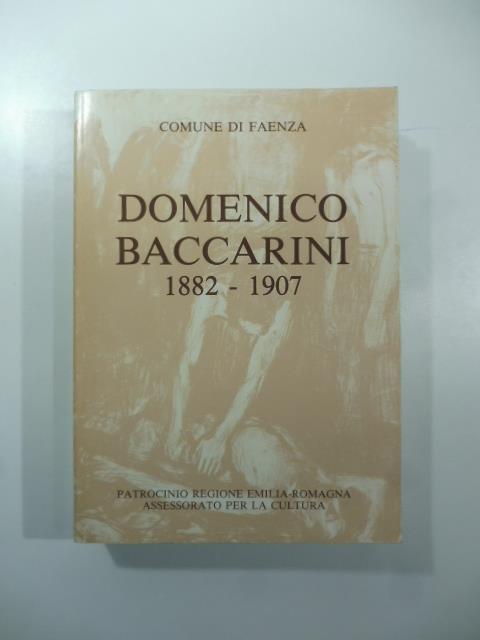 COMUNE DI FAENZA
DOMENICO
BACCARINI
1882 - 1907
PATROCINIO REGIONE EMILIA-ROMAGNA
ASSESSORATO PER LA CULTURA